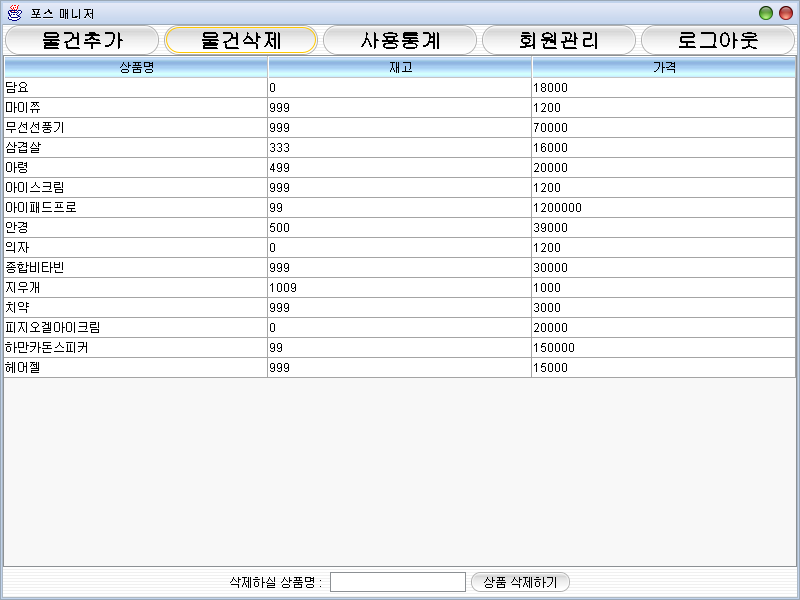 포스 매니저
물건추가 물건삭제 사용통계 회원관리 로그아웃
상품명 재고 가격
담요 0 18000
마이쮸 999 1200
무선선풍기 999 70000
삼겹살 333 16000
아령 499 20000
아이스크림 999 1200
아이패드프로 99 1200000
안경 500 39000
의자 0 1200
종합비타빈 999 30000
지우개 1009 1000
치약 999 3000
피지오겔아이크림 0 20000
하만카돈스피커 99 150000
헤어젤 999 15000
삭제하실 상품명 : 상품 삭제하기